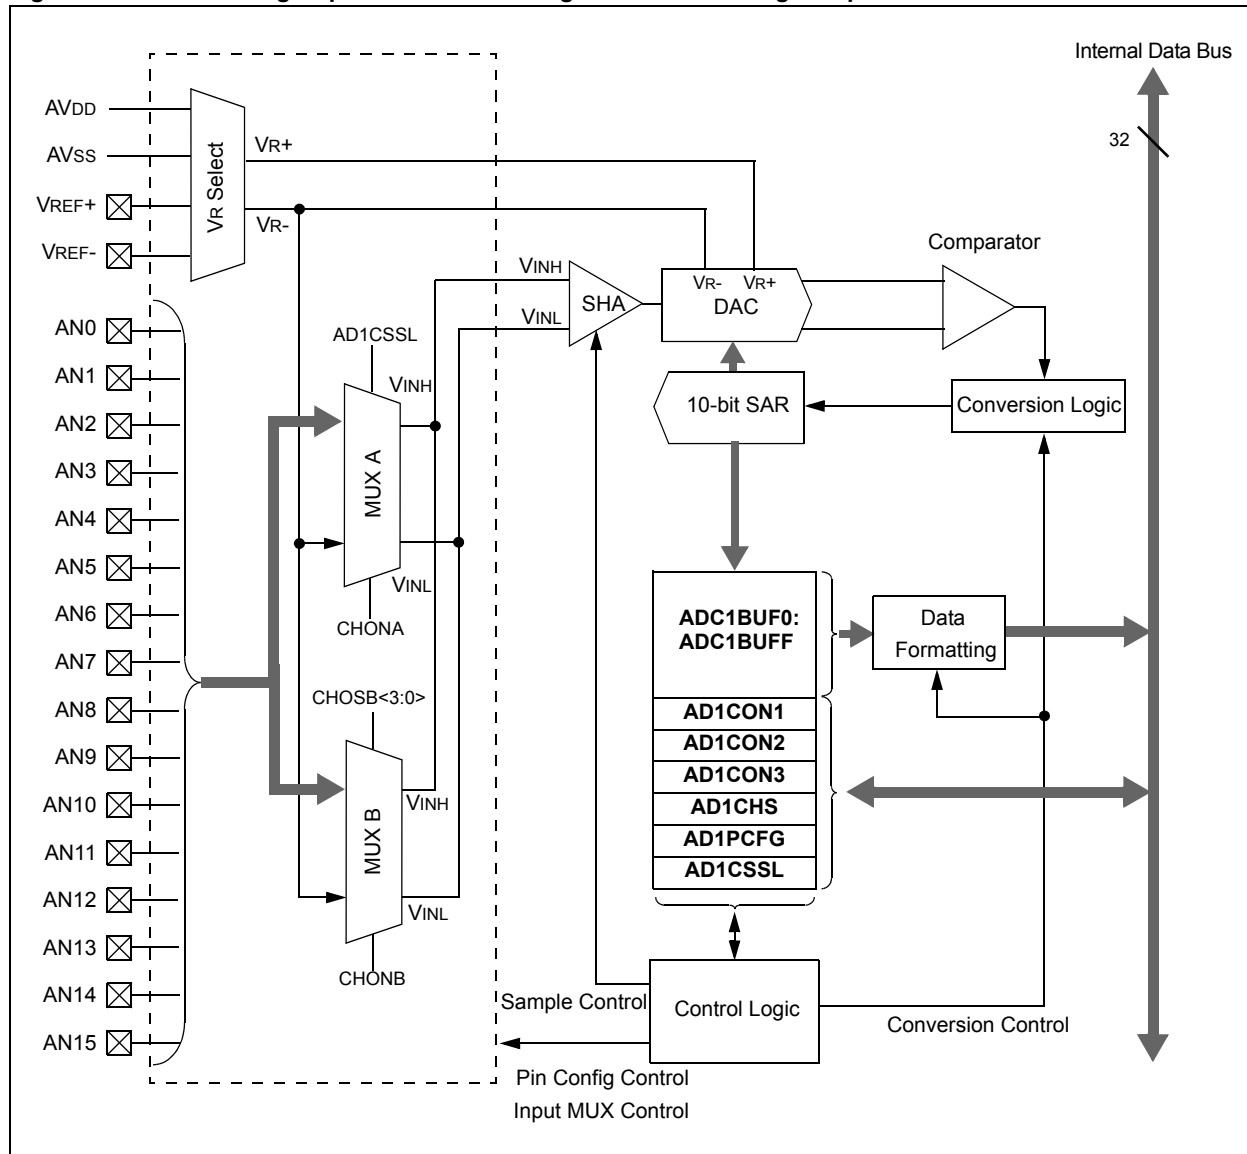 Internal Data Bus
AVDD
AVSS
VREF+
VREF-
VR Select
VR+
VR-
32
Comparator
VINH
VINL
SHA
VR- VR+
DAC
AN0
AN1
AN2
AN3
AN4
AN5
AN6
AN7
AN8
AN9
AN10
AN11
AN12
AN13
AN14
AN15
AD1CSSL
VINH
MUX A
VINL
CHONA
CHOSB<3:0>
VINH
MUX B
VINL
CHONB
10-bit SAR
Conversion Logic
ADC1BUF0:
ADC1BUFF
Data
Formatting
AD1CON1
AD1CON2
AD1CON3
AD1CHS
AD1PCFG
AD1CSSL
Sample Control
Control Logic
Conversion Control
Pin Config Control
Input MUX Control